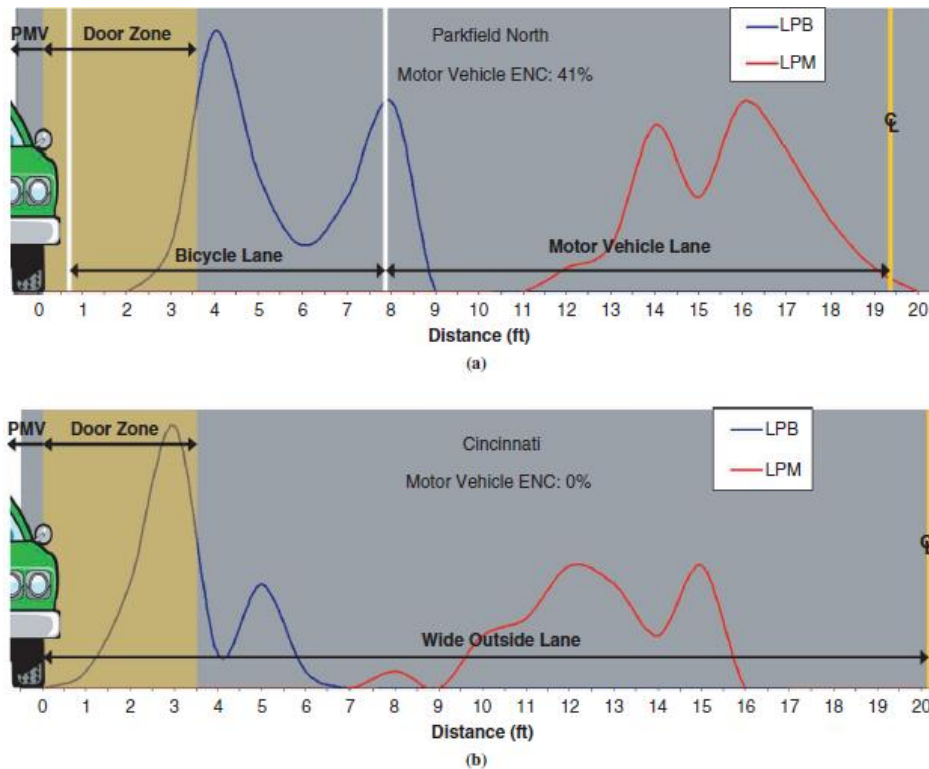 PMV Door Zone
LPB
Parkfield North
LPM
Motor Vehicle ENC: 41%
℄
Motor Vehicle Lane
Bicycle Lane
0 1 2 3 4 5 6 7 8 9 10 11 12 13 14 15 16 17 18 19 20
Distance (ft)
(a)
PMV Door Zone
LPB
Cincinnati
LPM
Motor Vehicle ENC: 0%
℄
Wide Outside Lane
0 1 2 3 4 5 6 7 8 9 10 11 12 13 14 15 16 17 18 19 20
Distance (ft)
(b)